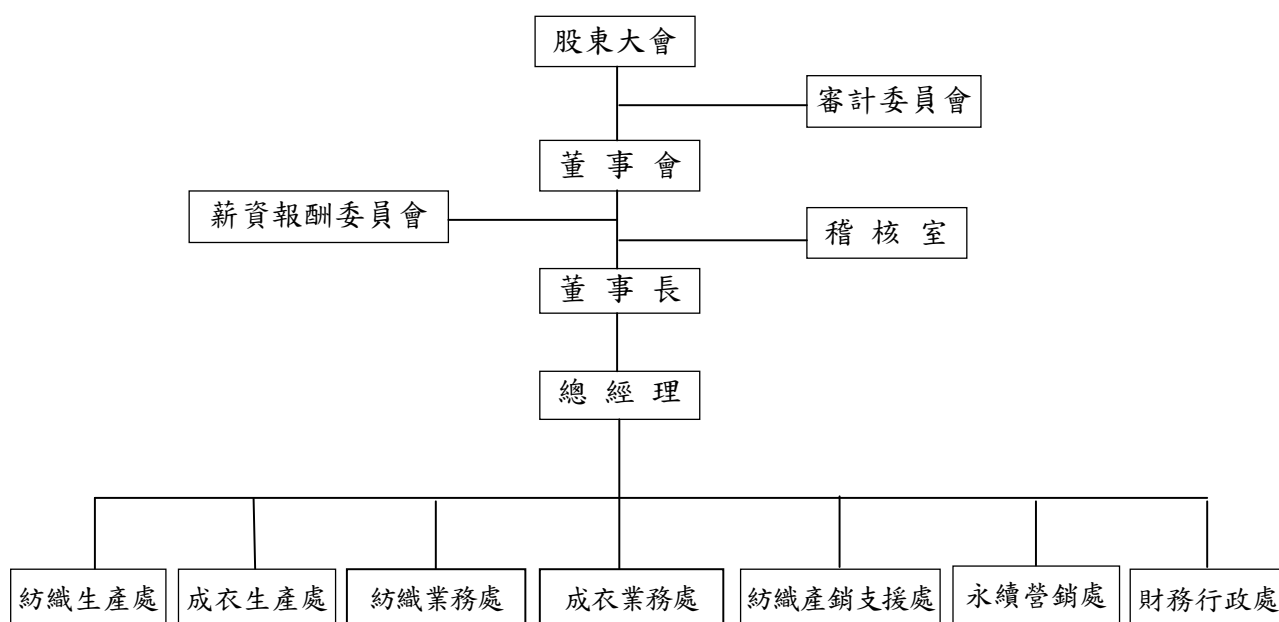 股東大會
審計委員會
董事會
薪資報酬委員會
稽核室
董事長
總經理
紡織生產處
成衣生產處
紡織業務處
成衣業務處
紡織產銷支援處
永續營銷處
財務行政處